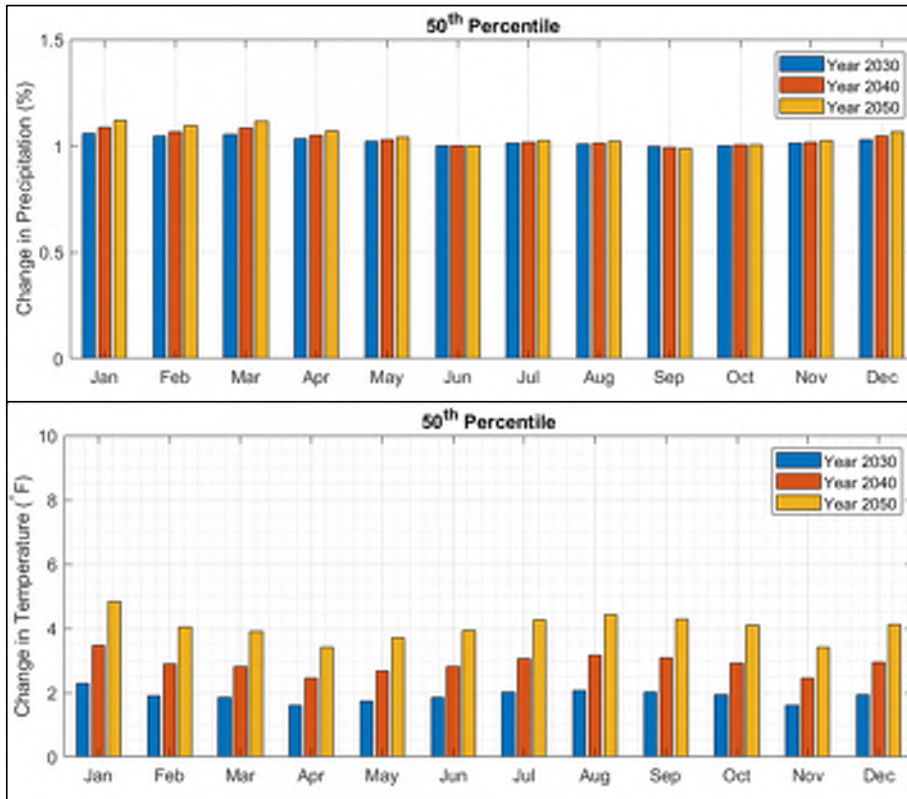 50th Percentile
Change in Precipitation (%)
1.5
1
0.5
0
Year 2030
Year 2040
Year 2050
Jan Feb Mar Apr May Jun Jul Aug Sep Oct Nov Dec
50th Percentile
Change in Temperature (°F)
10
8
6
4
2
0
Year 2030
Year 2040
Year 2050
Jan Feb Mar Apr May Jun Jul Aug Sep Oct Nov Dec